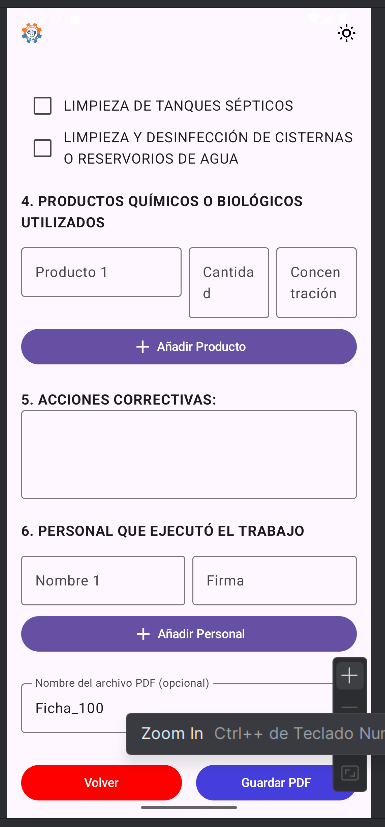 LIMPIEZA DE TANQUES SÉPTICOS
LIMPIEZA Y DESINFECCIÓN DE CISTERNAS
O RESERVORIOS DE AGUA
4. PRODUCTOS QUÍMICOS O BIOLÓGICOS
UTILIZADOS
Producto 1
Cantida
d
Concen
tración
Añadir Producto
5. ACCIONES CORRECTIVAS:
6. PERSONAL QUE EJECUTÓ EL TRABAJO
Nombre 1
Firma
Añadir Personal
Nombre del archivo PDF (opcional)
Ficha_100
Zoom In Ctrl++ de Teclado Nu
Volver
Guardar PDF